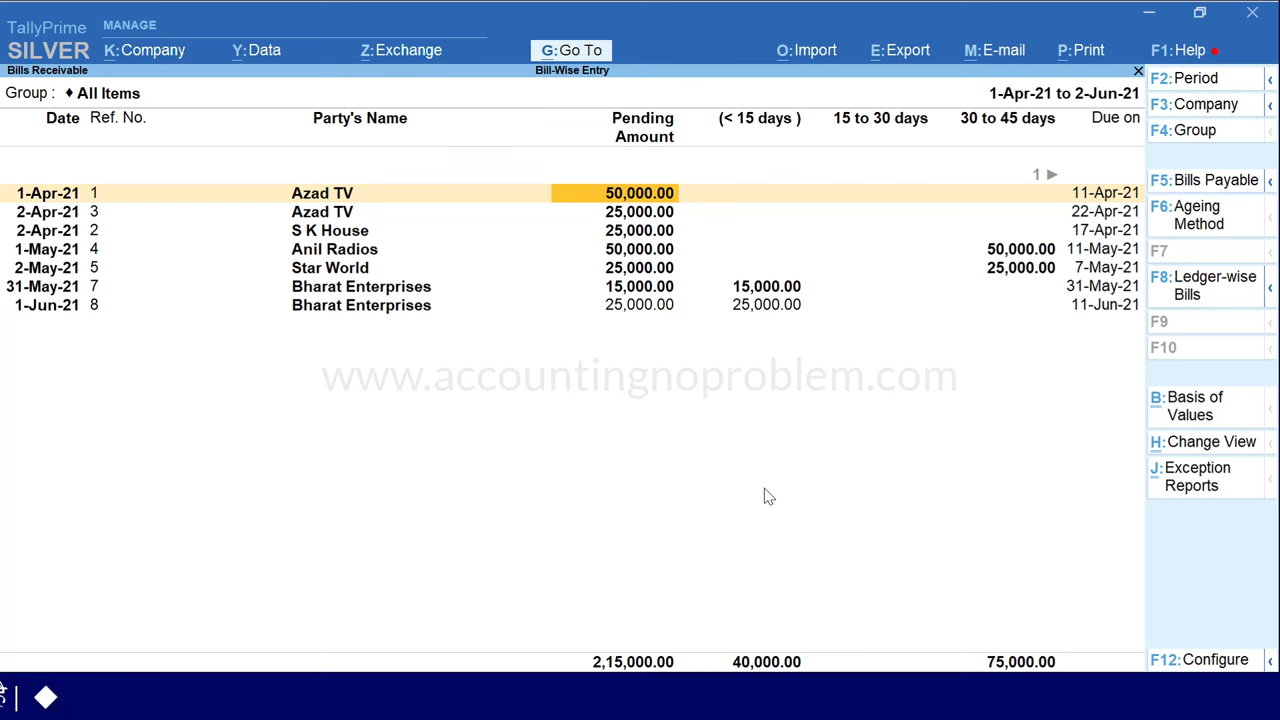 TallyPrime
MANAGE
SILVER
K:Company
Y:Data
Z:Exchange
G:Go To
O:Import
E:Export
M:E-mail
P:Print
F1:Help
Bills Receivable
Bill-Wise Entry
Group : ♦ All Items
1-Apr-21 to 2-Jun-21
Date Ref. No. Party's Name Pending Amount (< 15 days ) 15 to 30 days 30 to 45 days Due on
1 ►
1-Apr-21 1 Azad TV 50,000.00 11-Apr-21
2-Apr-21 3 Azad TV 25,000.00 22-Apr-21
2-Apr-21 2 S K House 25,000.00 17-Apr-21
1-May-21 4 Anil Radios 50,000.00 50,000.00 11-May-21
2-May-21 5 Star World 25,000.00 25,000.00 7-May-21
31-May-21 7 Bharat Enterprises 15,000.00 15,000.00 31-May-21
1-Jun-21 8 Bharat Enterprises 25,000.00 25,000.00 11-Jun-21
www.accountingnoproblem.com
2,15,000.00 40,000.00 75,000.00
F2:Period
F3:Company
F4:Group
F5:Bills Payable
F6:Ageing
Method
F7
F8:Ledger-wise
Bills
F9
F10
B:Basis of
Values
H:Change View
J:Exception
Reports
F12:Configure